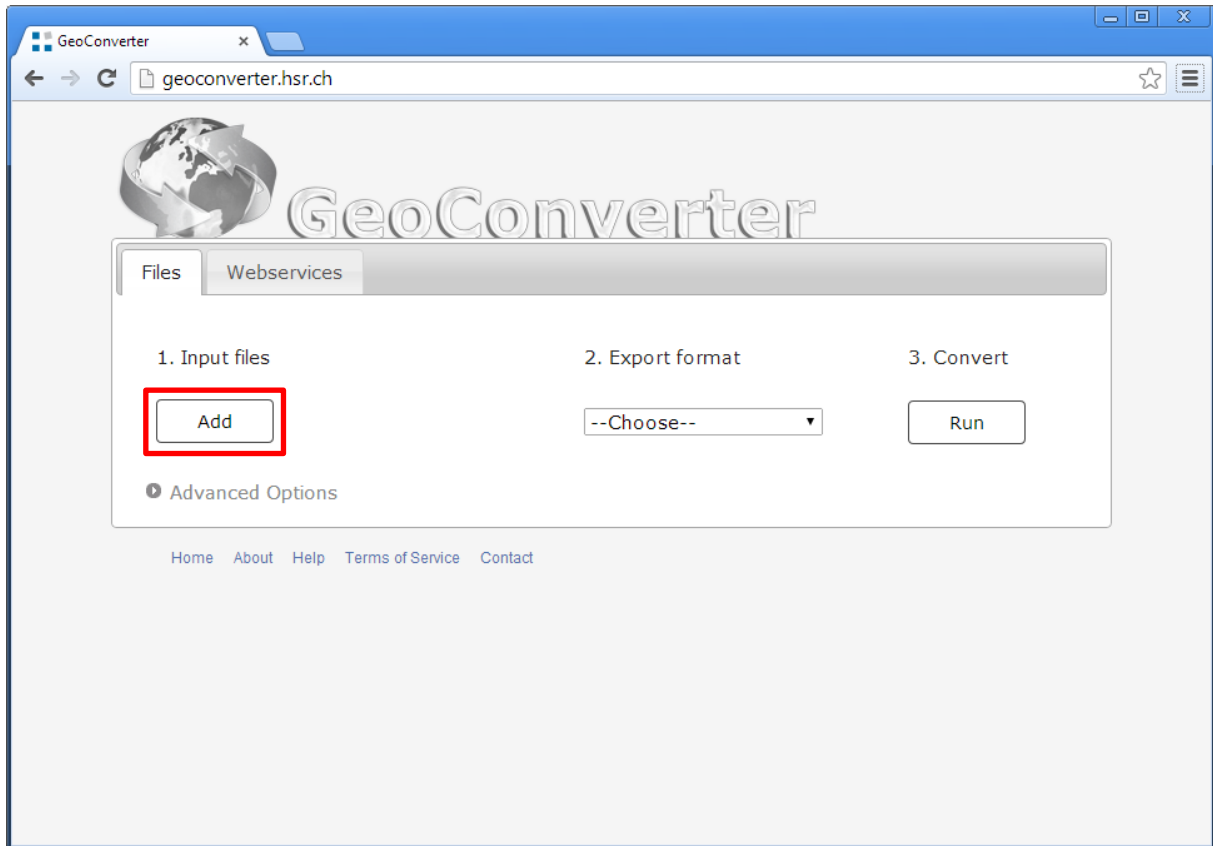 GeoConverter
geoconverter.hsr.ch
GeoConverter
Files Webservices
1. Input files 2. Export format 3. Convert
Add --Choose-- Run
Advanced Options
Home About Help Terms of Service Contact